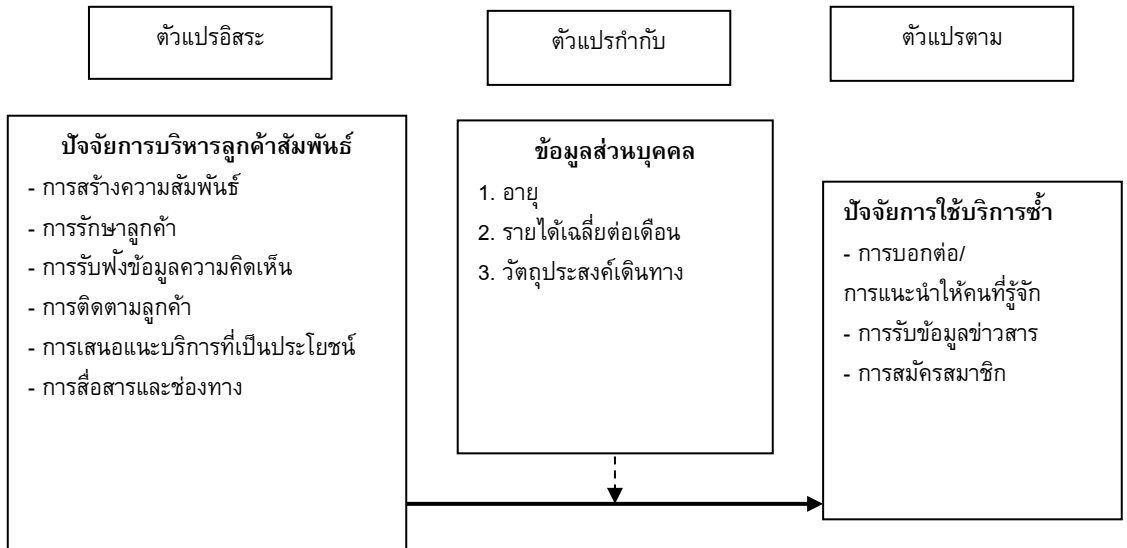 ตัวแปรอิสระ
ตัวแปรกำกับ
ตัวแปรตาม
ปัจจัยการบริหารลูกค้าสัมพันธ์
- การสร้างความสัมพันธ์
- การรักษาลูกค้า
- การรับฟังข้อมูลความคิดเห็น
- การติดตามลูกค้า
- การเสนอแนะบริการที่เป็นประโยชน์
- การสื่อสารและช่องทาง
ข้อมูลส่วนบุคคล
1. อายุ
2. รายได้เฉลี่ยต่อเดือน
3. วัตถุประสงค์เดินทาง
ปัจจัยการใช้บริการซ้ำ
- การบอกต่อ/
การแนะนำให้คนที่รู้จัก
- การรับข้อมูลข่าวสาร
- การสมัครสมาชิก